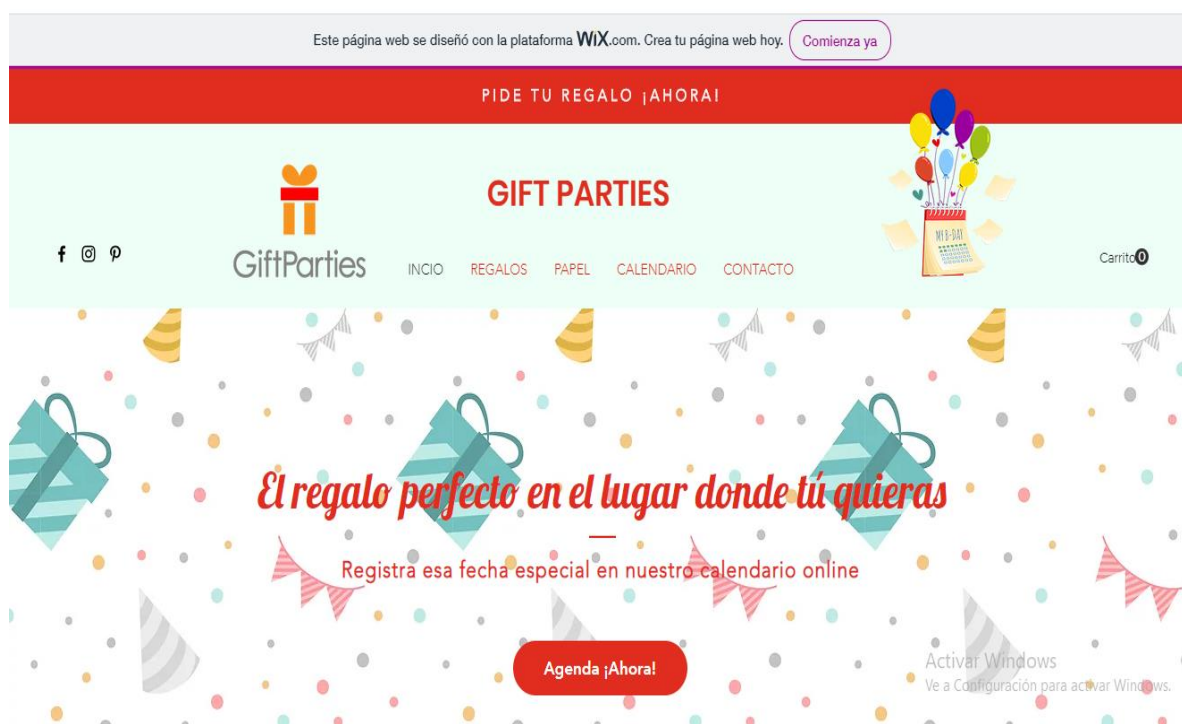 Este página web se diseñó con la plataforma WiX.com. Crea tu página web hoy. Comienza ya
PIDE TU REGALO ¡AHORA!
GIFT PARTIES
MY B-DAY
GiftParties
INCIO REGALOS PAPEL CALENDARIO CONTACTO
Carrito 0
El regalo perfecto en el lugar donde tú quieras
Registra esa fecha especial en nuestro calendario online
Agenda ¡Ahora!
Activar Windows
Ve a Configuración para activar Windows.